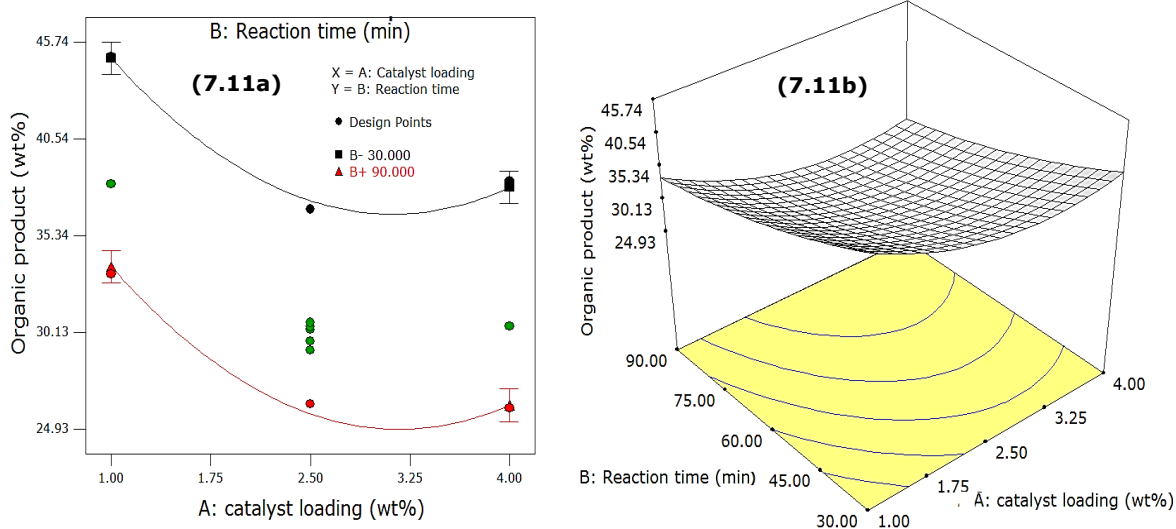 B: Reaction time (min)
(7.11a)
X = A: Catalyst loading
Y = B: Reaction time
Design Points
B- 30.000
B+ 90.000
Organic product (wt%)
45.74
40.54
35.34
30.13
24.93
1.00 1.75 2.50 3.25 4.00
A: catalyst loading (wt%)
(7.11b)
Organic product (wt%)
45.74
40.54
35.34
30.13
24.93
90.00
75.00
60.00
45.00
30.00
B: Reaction time (min)
4.00
3.25
2.50
1.75
1.00
A: catalyst loading (wt%)